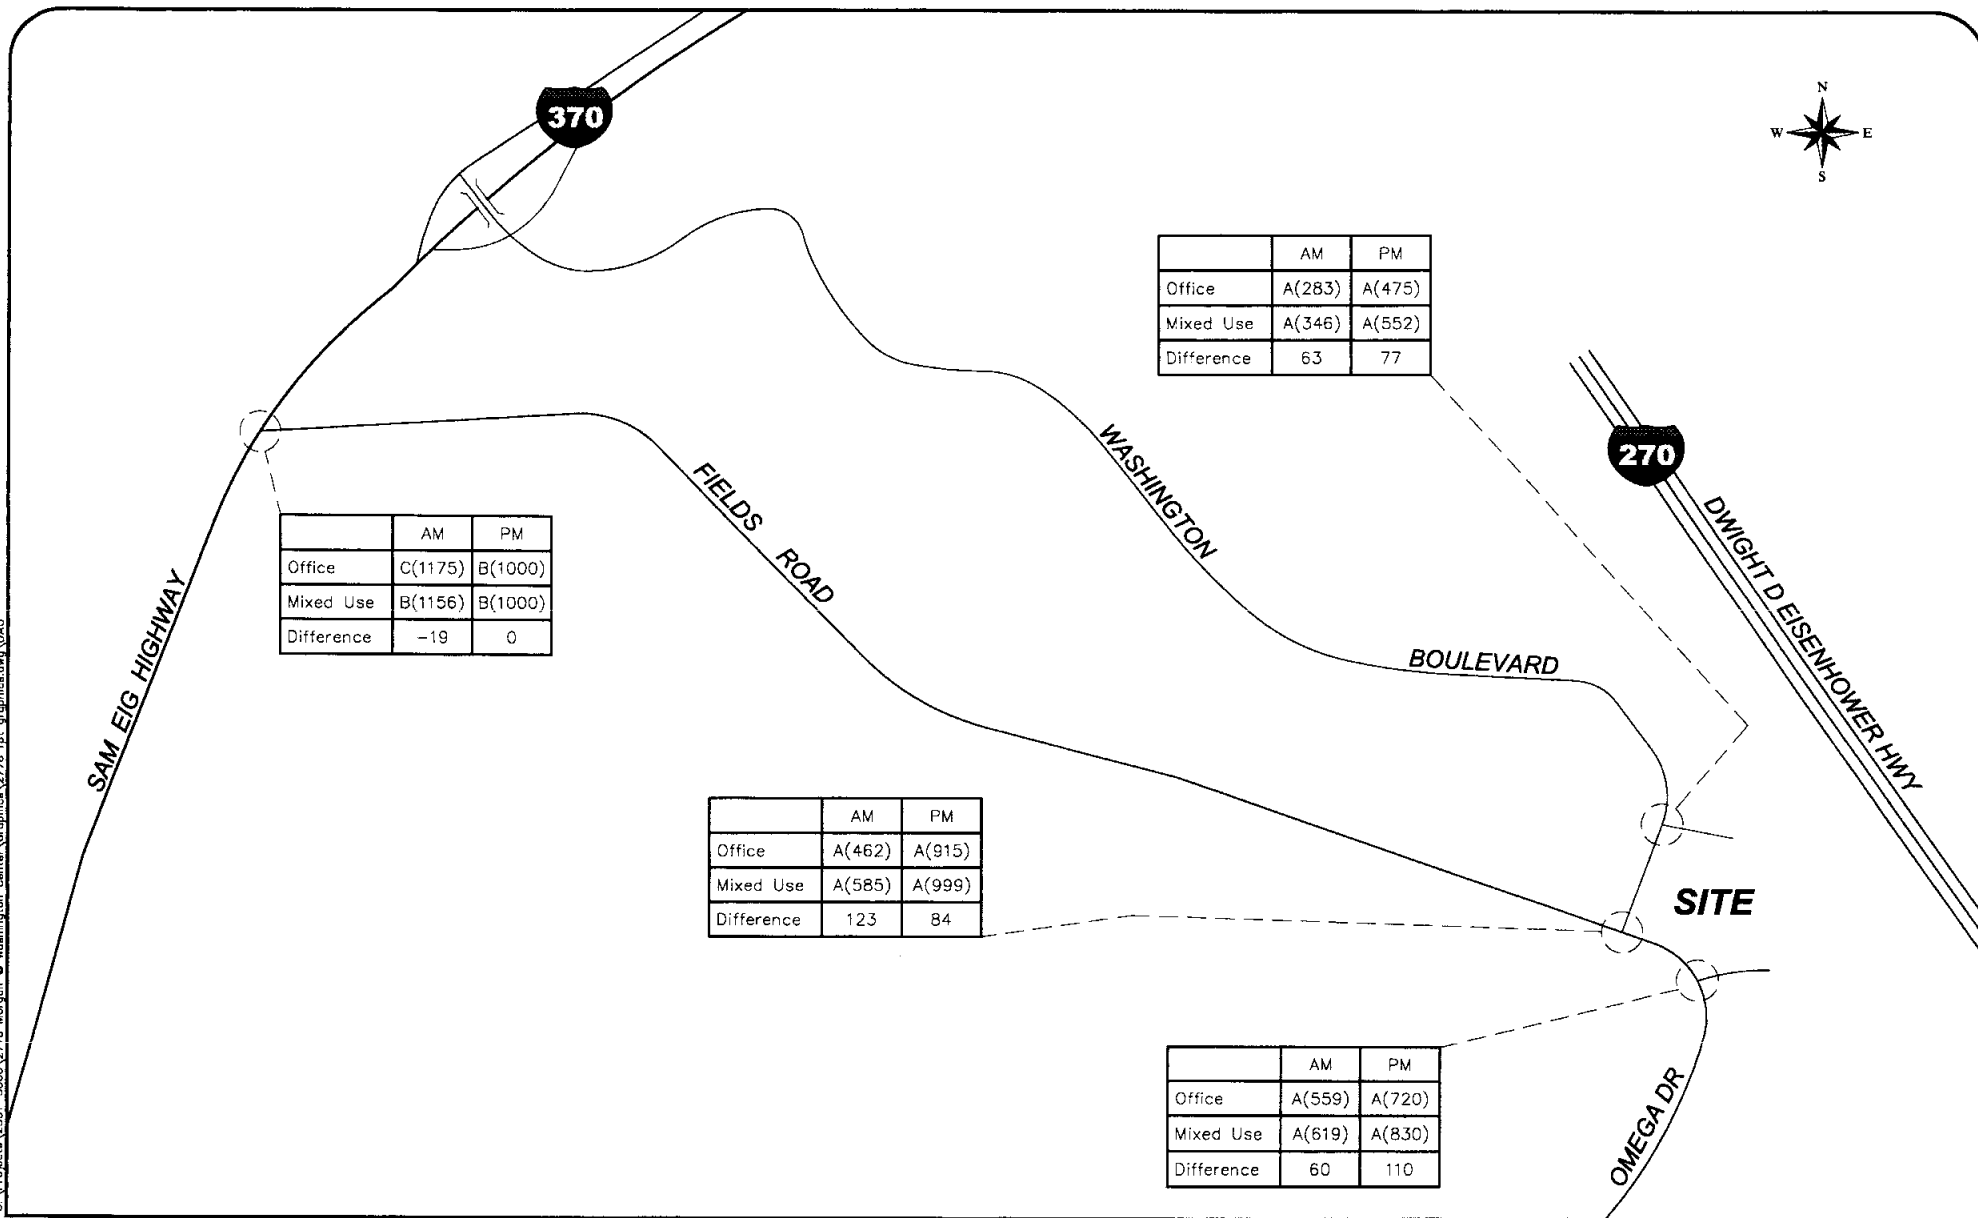 370
N
W E
S
AM PM
Office A(283) A(475)
Mixed Use A(346) A(552)
Difference 63 77
270
WASHINGTON
BOULEVARD
DWIGHT D EISENHOWER HWY
FIELDS ROAD
SAM EIG HIGHWAY
AM PM
Office C(1175) B(1000)
Mixed Use B(1156) B(1000)
Difference -19 0
AM PM
Office A(462) A(915)
Mixed Use A(585) A(999)
Difference 123 84
SITE
AM PM
Office A(559) A(720)
Mixed Use A(619) A(830)
Difference 60 110
OMEGA DR